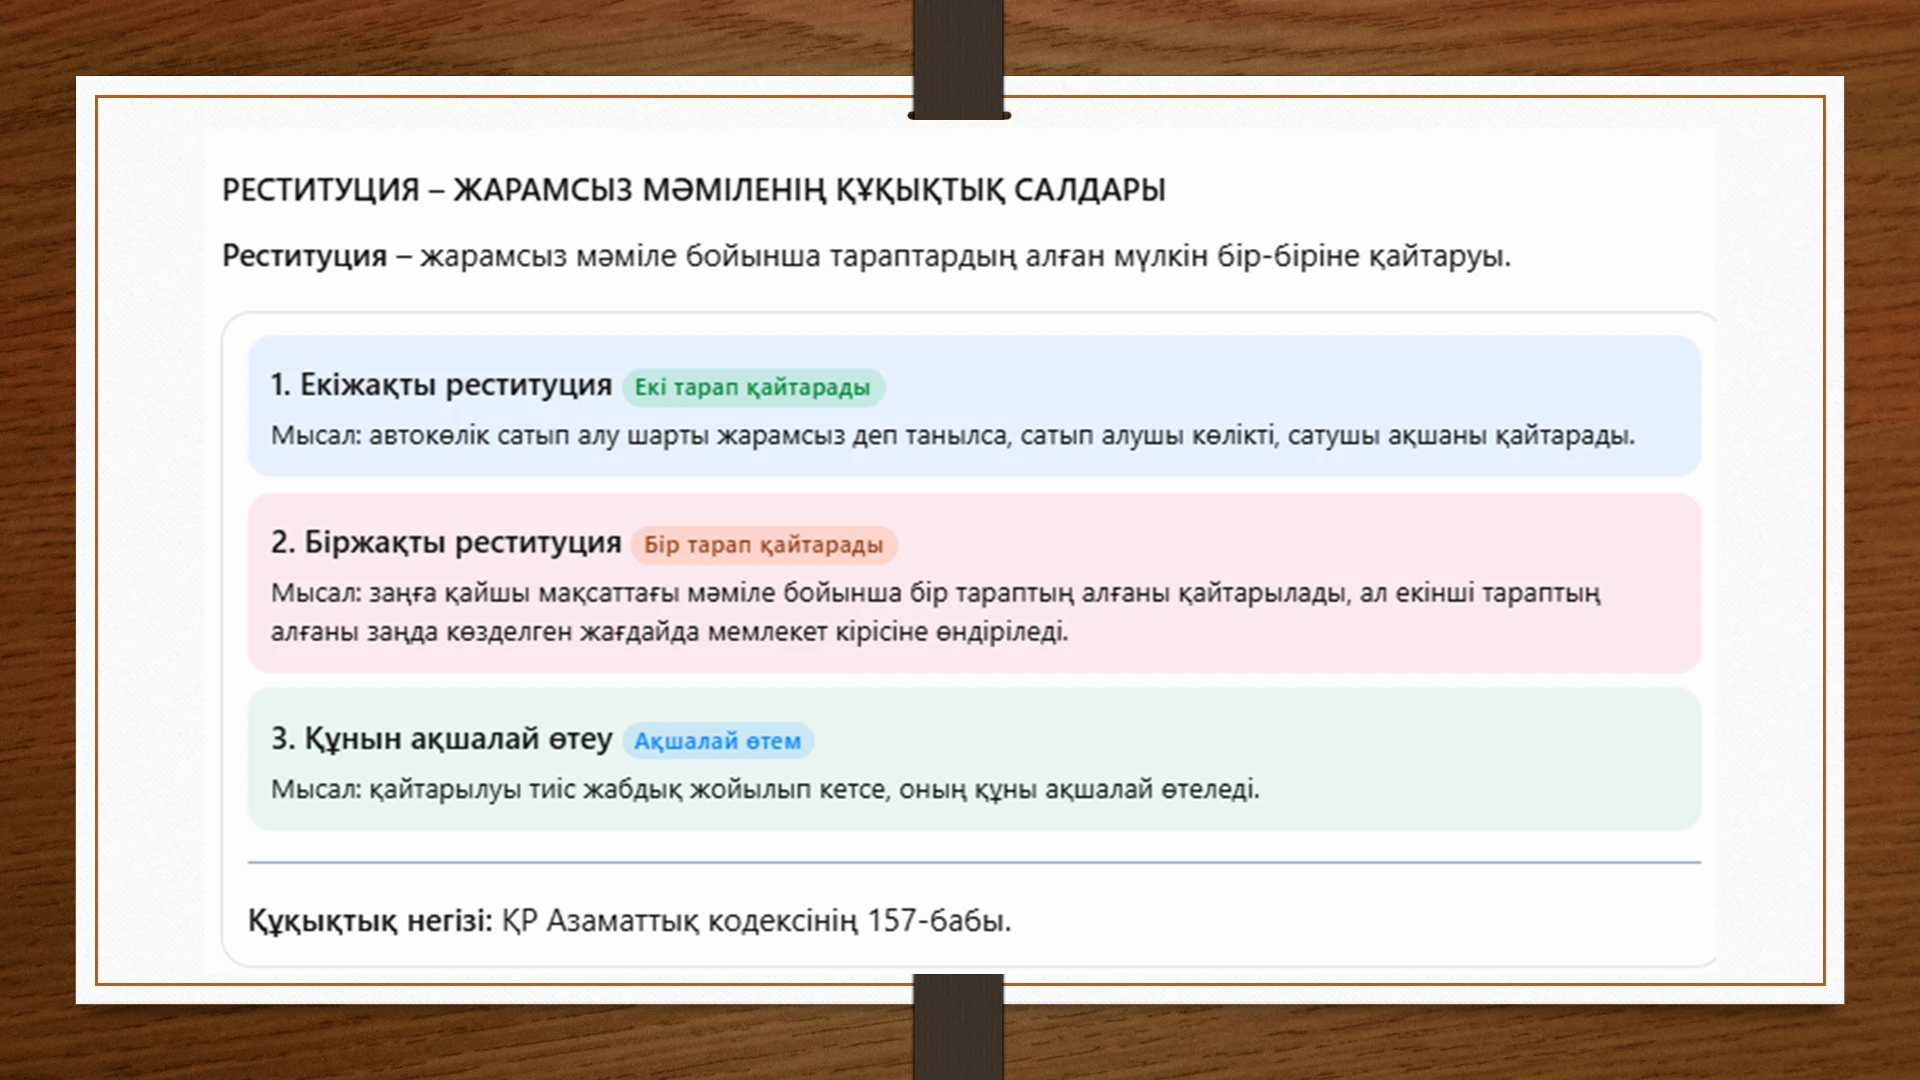 РЕСТИТУЦИЯ – ЖАРАМСЫЗ МӘМІЛЕНІҢ ҚҰҚЫҚТЫҚ САЛДАРЫ
Реституция – жарамсыз мәміле бойынша тараптардың алған мүлкін бір-біріне қайтаруы.
1. Екіжақты реституция Екі тарап қайтарады
Мысал: автокөлік сатып алу шарты жарамсыз деп танылса, сатып алушы көлікті, сатушы ақшаны қайтарады.
2. Біржақты реституция Бір тарап қайтарады
Мысал: заңға қайшы мақсаттағы мәміле бойынша бір тараптың алғаны қайтарылады, ал екінші тараптың
алғаны заңда көзделген жағдайда мемлекет кірісіне өндіріледі.
3. Құнын ақшалай өтеу Ақшалай өтем
Мысал: қайтарылуы тиіс жабдық жойылып кетсе, оның құны ақшалай өтеледі.
Құқықтық негізі: ҚР Азаматтық кодексінің 157-бабы.